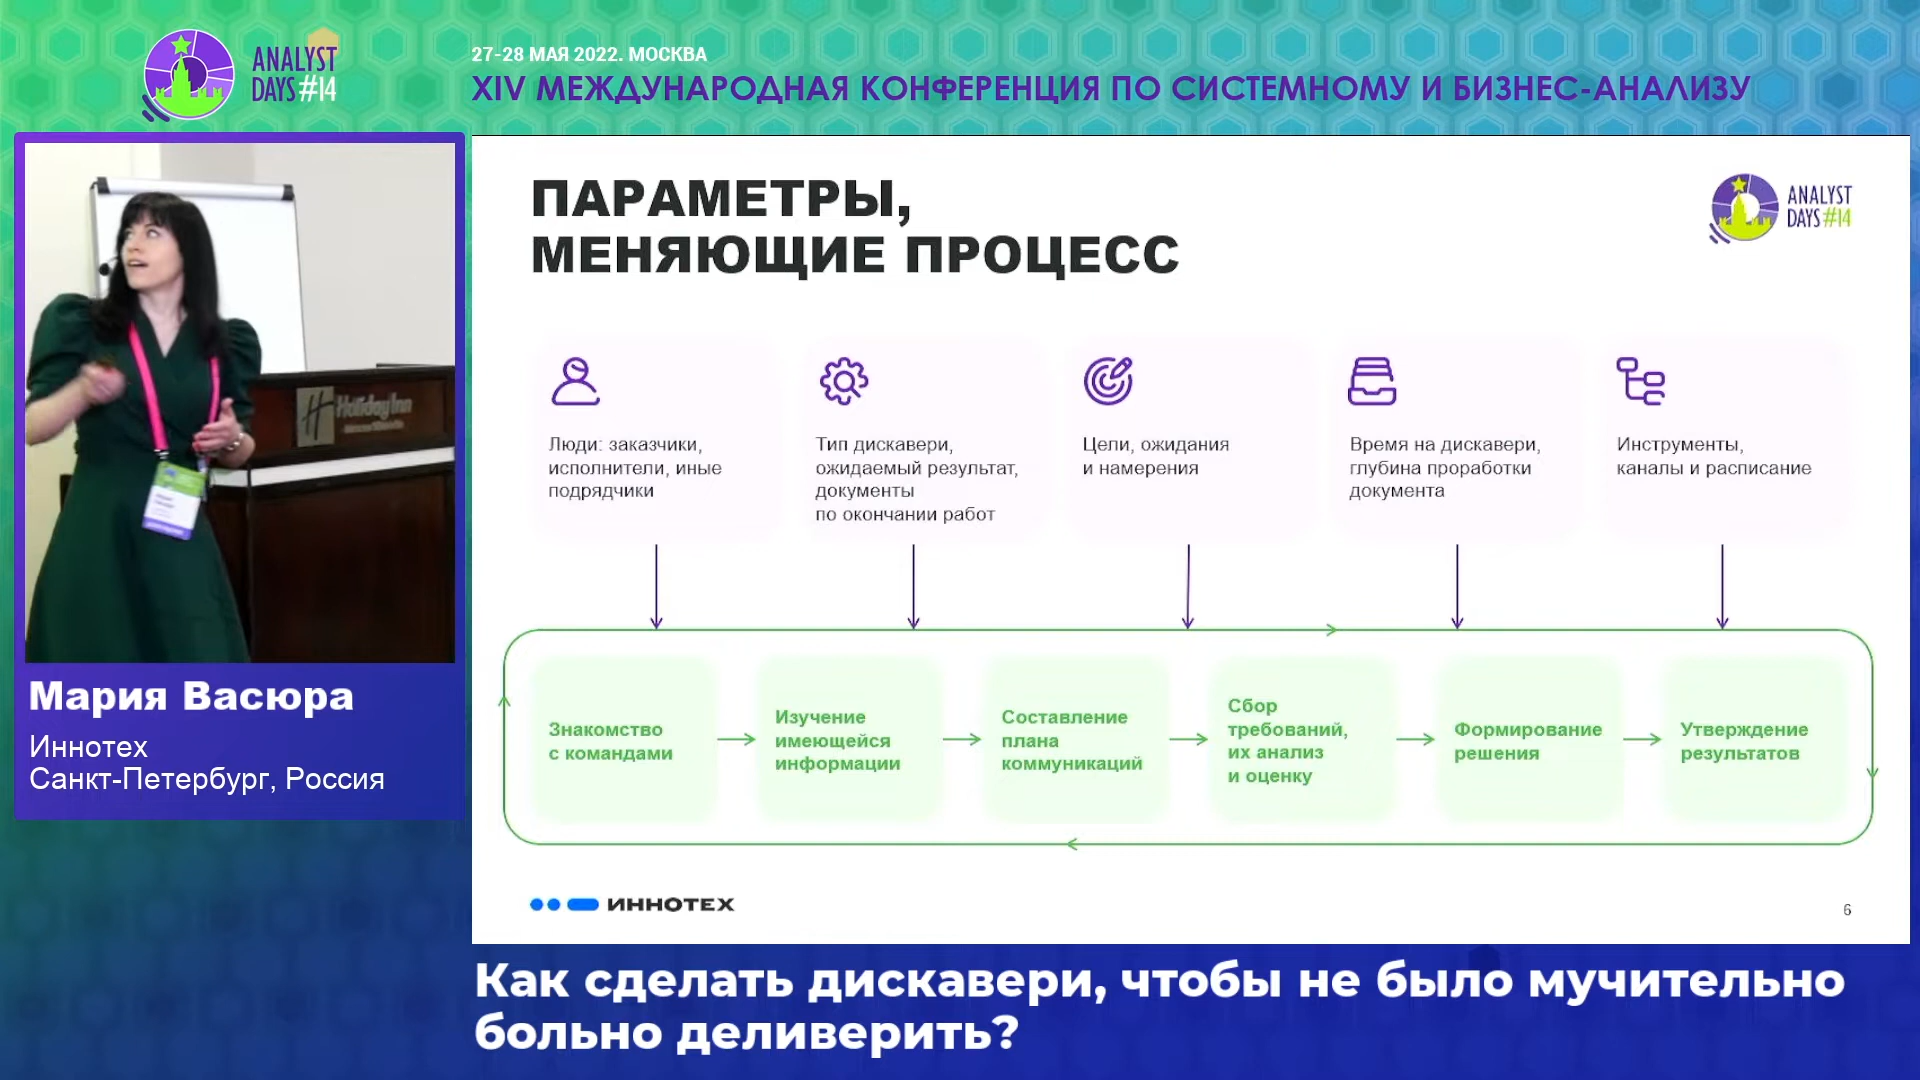 ANALYST
DAYS#14
27-28 МАЯ 2022. МОСКВА
XIV МЕЖДУНАРОДНАЯ КОНФЕРЕНЦИЯ ПО СИСТЕМНОМУ И БИЗНЕС-АНАЛИЗУ
Holiday Inn
Мария Васюра
Иннотех
Санкт-Петербург, Россия
ПАРАМЕТРЫ,
МЕНЯЮЩИЕ ПРОЦЕСС
ANALYST
DAYS#14
Люди: заказчики,
исполнители, иные
подрядчики
Тип дискавери,
ожидаемый результат,
документы
по окончании работ
Цели, ожидания
и намерения
Время на дискавери,
глубина проработки
документа
Инструменты,
каналы и расписание
Знакомство
с командами
Изучение
имеющейся
информации
Составление
плана
коммуникаций
Сбор
требований,
их анализ
и оценку
Формирование
решения
Утверждение
результатов
ИННОТЕХ
6
Как сделать дискавери, чтобы не было мучительно
больно деливерить?